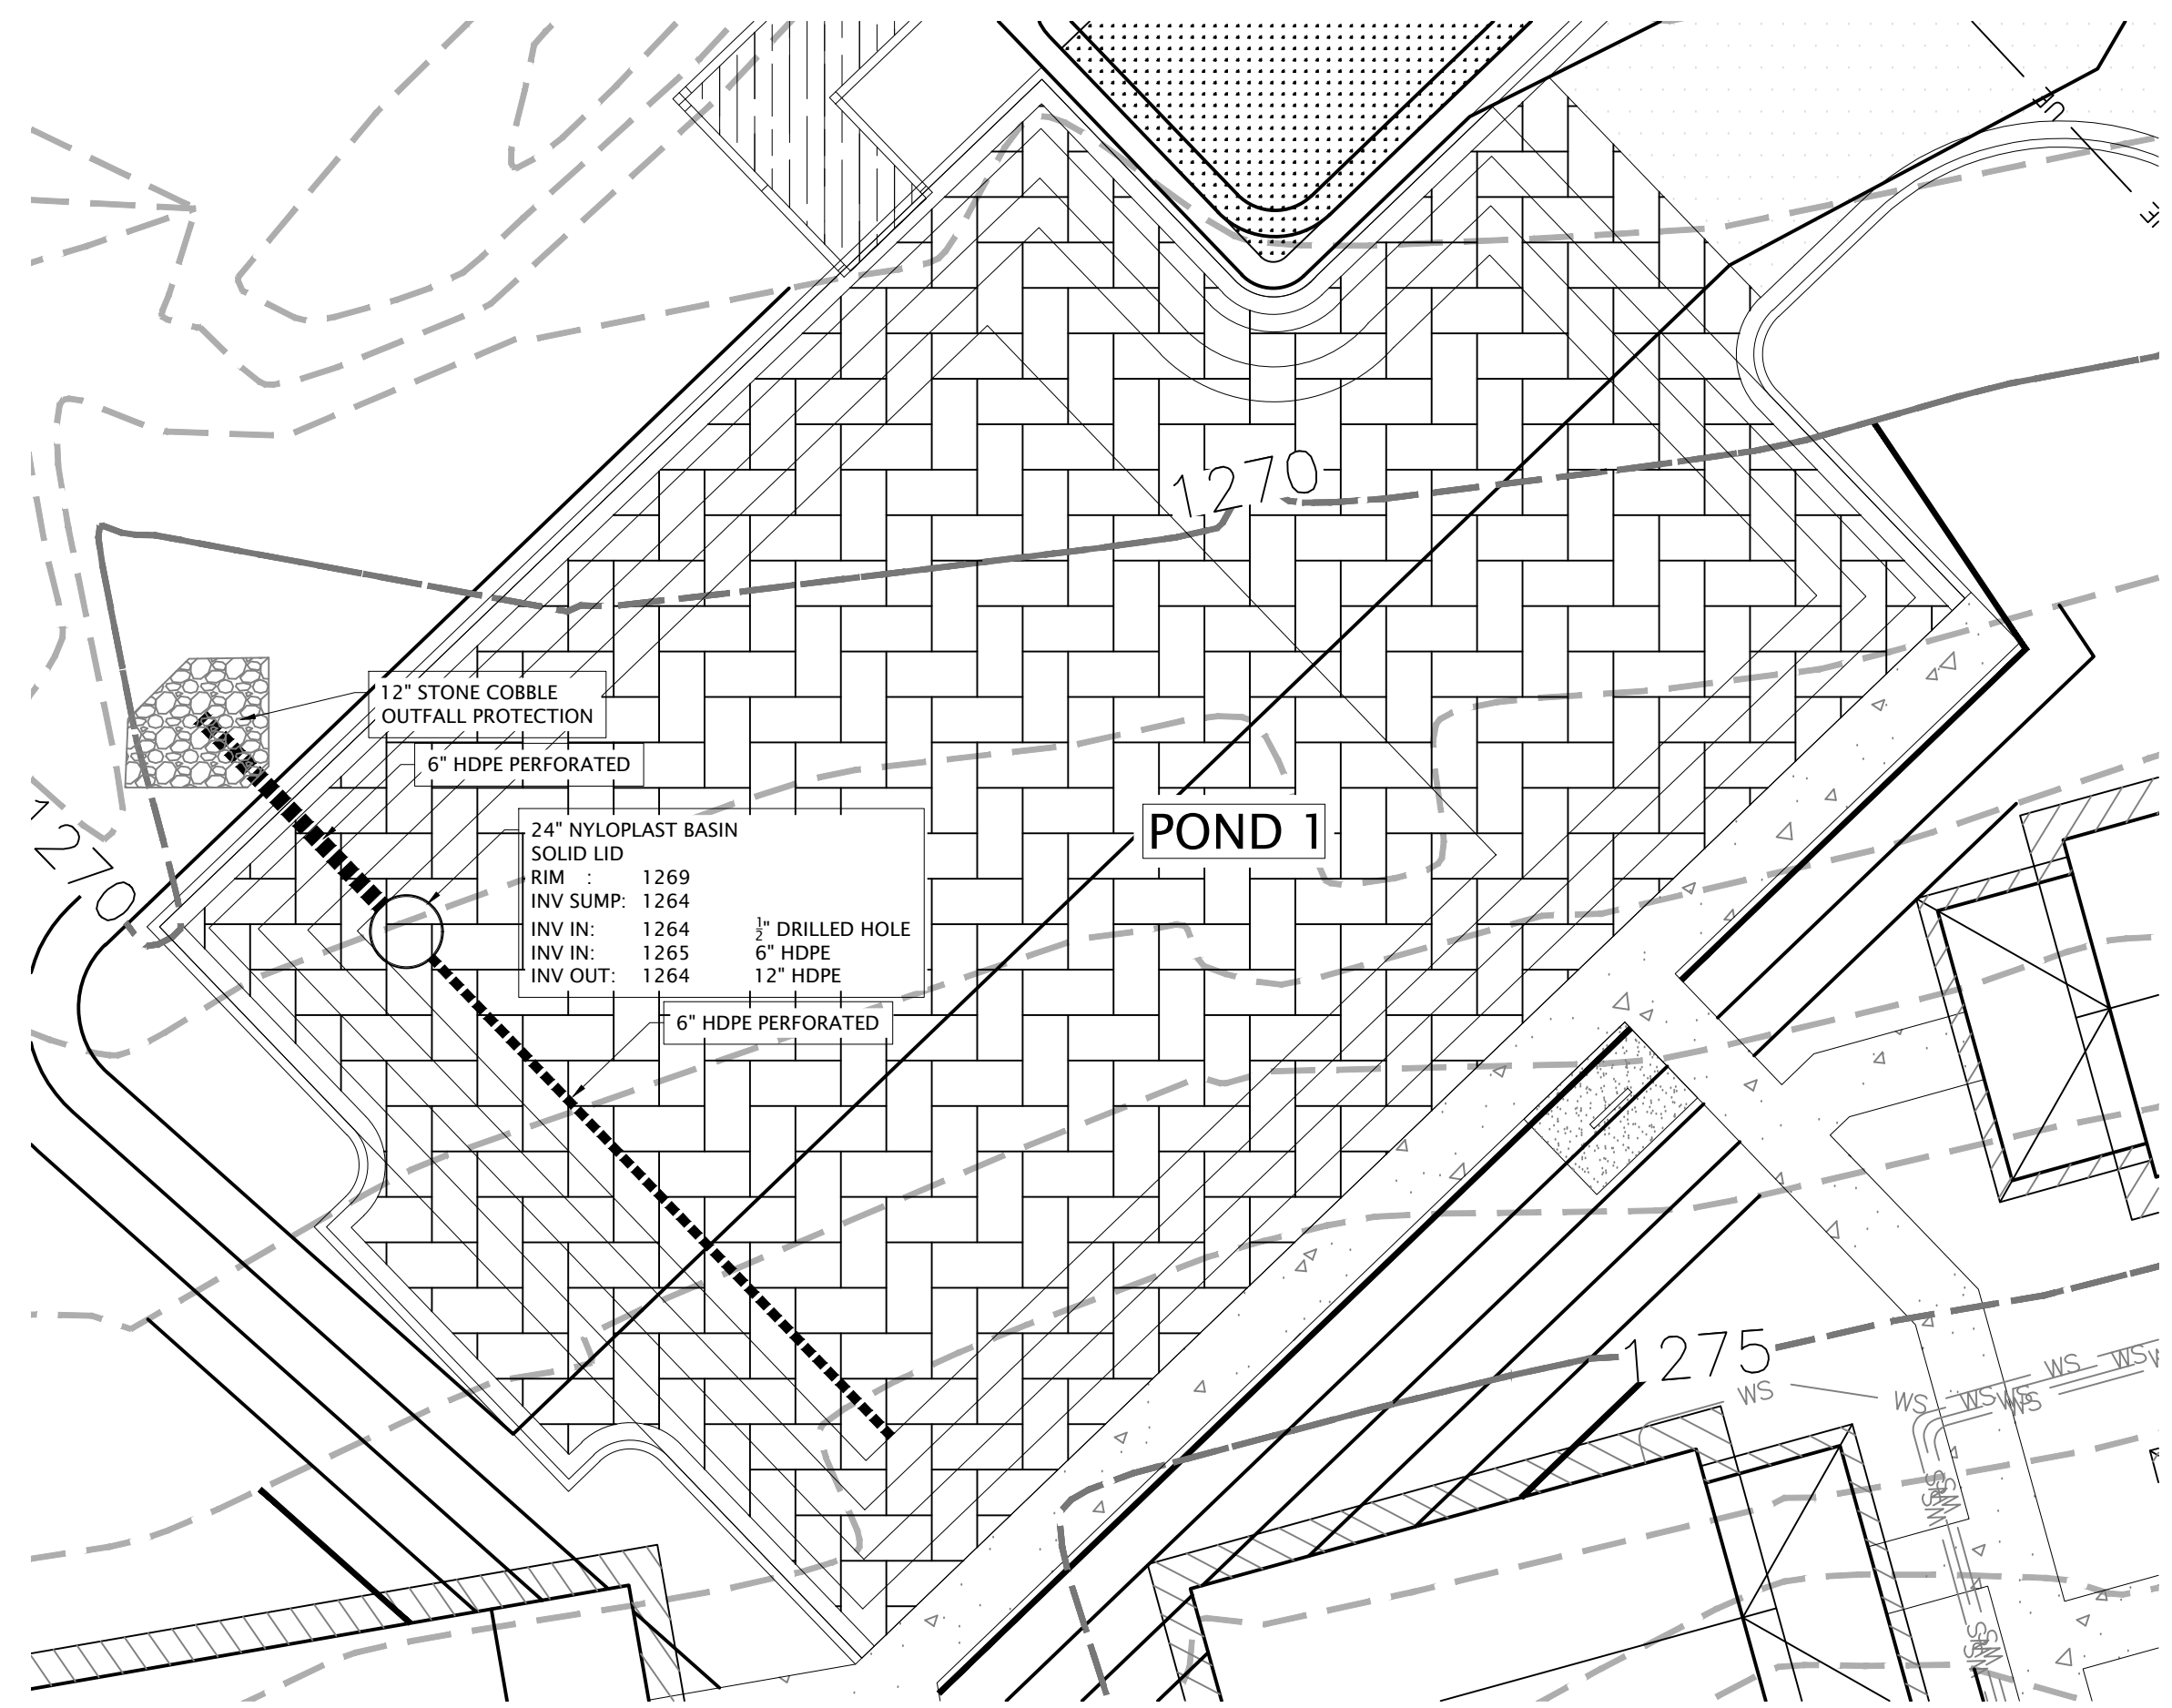 UE
1270
12" STONE COBBLE
OUTFALL PROTECTION
6" HDPE PERFORATED
1270
24" NYLOPLAST BASIN
SOLID LID
RIM : 1269
INV SUMP: 1264
INV IN: 1264 ½" DRILLED HOLE
INV IN: 1265 6" HDPE
INV OUT: 1264 12" HDPE
POND 1
6" HDPE PERFORATED
1275
WS
WS
WS
WS
WS
WS